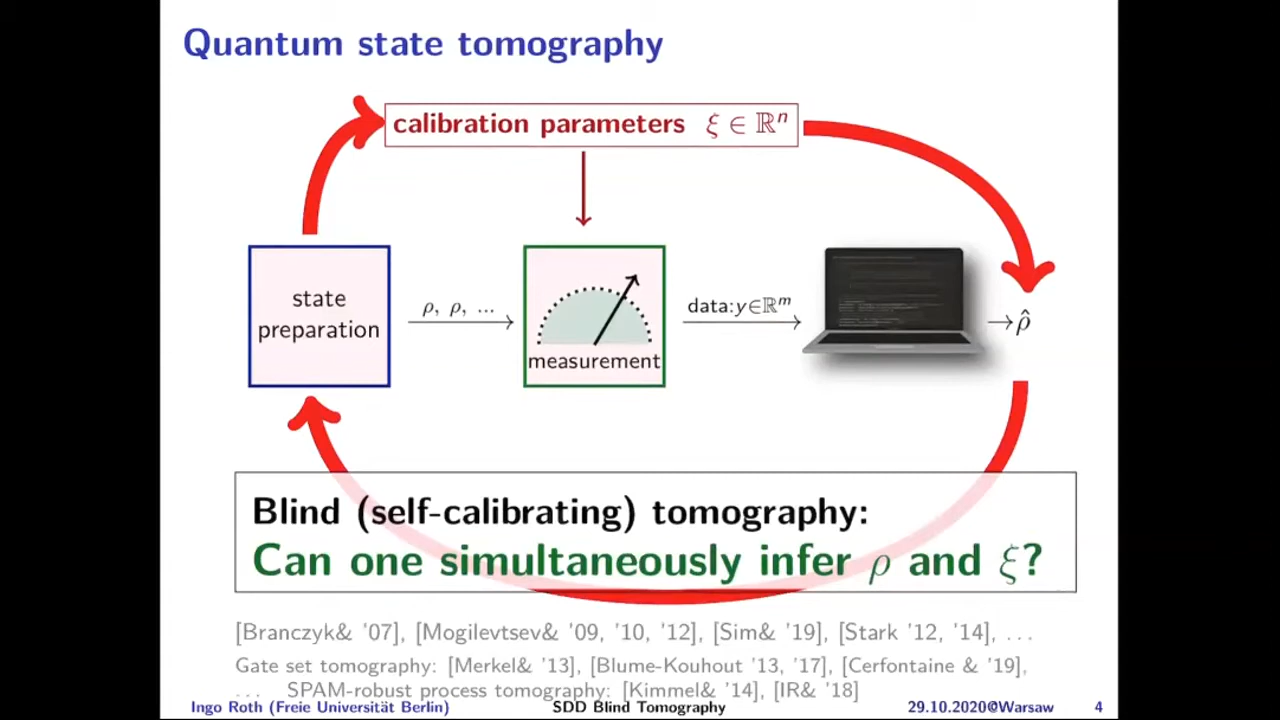 Quantum state tomography
calibration parameters ξ ∈ ℝⁿ
state
preparation
ρ, ρ, ...
measurement
data:y∈ℝᵐ
→ρ̂
Blind (self-calibrating) tomography:
Can one simultaneously infer ρ and ξ?
[Branczyk& '07], [Mogilevtsev& '09, '10, '12], [Sim& '19], [Stark '12, '14], ...
Gate set tomography: [Merkel& '13], [Blume-Kouhout '13, '17], [Cerfontaine & '19],
... SPAM-robust process tomography: [Kimmel& '14], [IR& '18]
Ingo Roth (Freie Universität Berlin) SDD Blind Tomography 29.10.2020@Warsaw 4